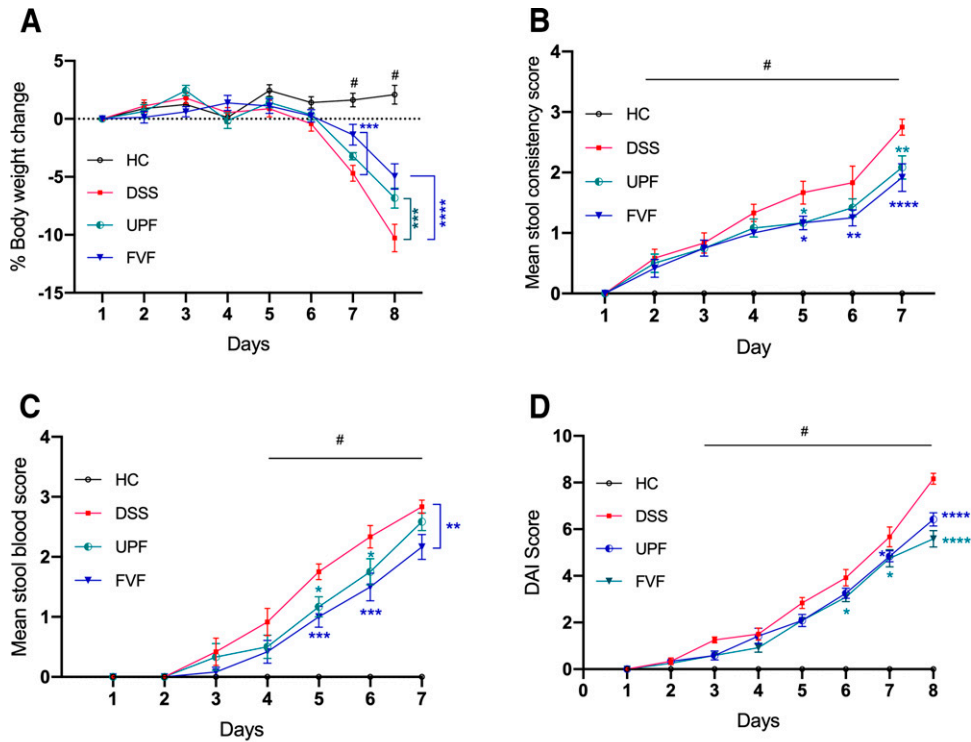 A
% Body weight change
5
0
-5
-10
-15
HC
DSS
UPF
FVF
# #
***
***
****
1 2 3 4 5 6 7 8
Days
B
Mean stool consistency score
4
3
2
1
0
HC
DSS
UPF
FVF
#
*
*
**
**
****
1 2 3 4 5 6 7
Day
C
Mean stool blood score
4
3
2
1
0
HC
DSS
UPF
FVF
#
*
***
*
***
**
1 2 3 4 5 6 7
Days
D
DAI Score
10
8
6
4
2
0
HC
DSS
UPF
FVF
#
*
*
*
****
****
0 1 2 3 4 5 6 7 8
Days